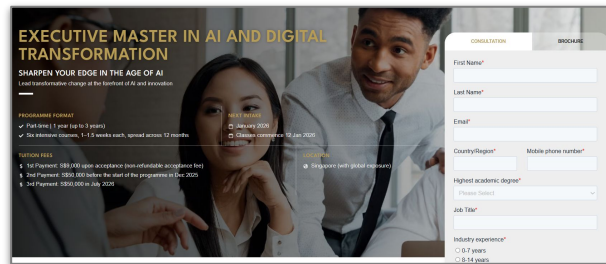 EXECUTIVE MASTER IN AI AND DIGITAL
TRANSFORMATION
SHARPEN YOUR EDGE IN THE AGE OF AI
Lead transformative change at the forefront of AI and innovation
PROGRAMME FORMAT
Part-time | 1 year (up to 3 years)
Six intensive courses, 1–1.5 weeks each, spread across 12 months
NEXT INTAKE
January 2026
Classes commence 12 Jan 2026
TUITION FEES
$ 1st Payment: S$9,000 upon acceptance (non-refundable acceptance fee)
$ 2nd Payment: S$50,000 before the start of the programme in Dec 2025
$ 3rd Payment: S$50,000 in July 2026
LOCATION
Singapore (with global exposure)
CONSULTATION
BROCHURE
First Name*
Last Name*
Email*
Country/Region*
Mobile phone number*
Highest academic degree*
Please Select
Job Title*
Industry experience*
0-7 years
8-14 years